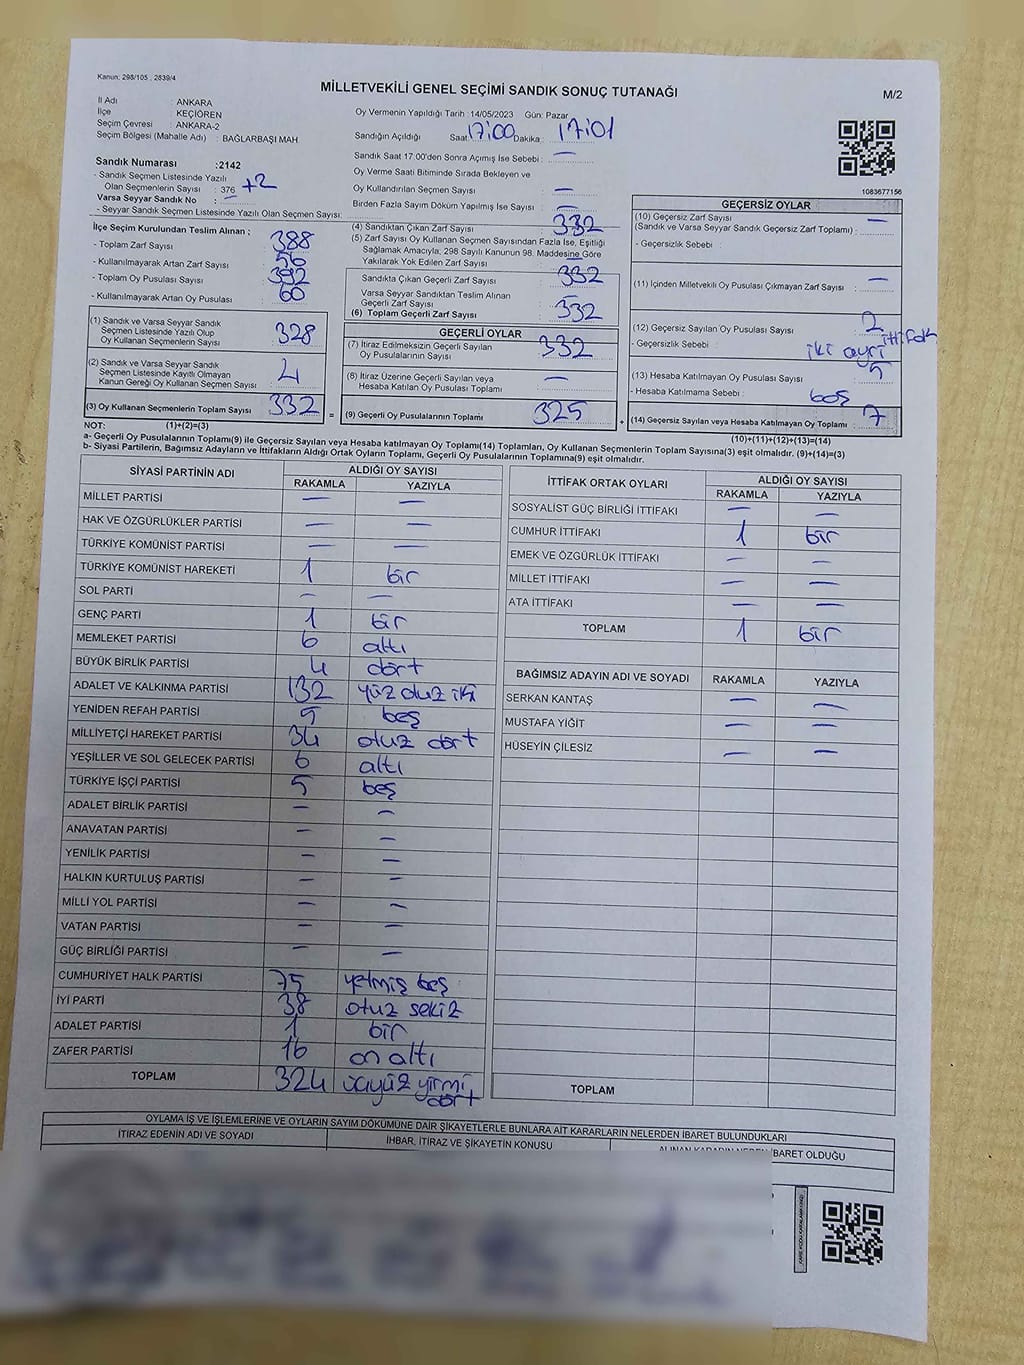 Kanun: 298/105 , 2839/4
MİLLETVEKİLİ GENEL SEÇİMİ SANDIK SONUÇ TUTANAĞI
M/2
İl Adı : ANKARA
İlçe : KEÇİÖREN
Seçim Çevresi : ANKARA-2
Seçim Bölgesi (Mahalle Adı) : BAĞLARBAŞI MAH
Oy Vermenin Yapıldığı Tarih : 14/05/2023 Gün: Pazar
Sandığın Açıldığı Saat 17:00 Dakika : 17:01
Sandık Saat 17.00'den Sonra Açılmış İse Sebebi : —
Oy Verme Saati Bitiminde Sırada Bekleyen ve
Oy Kullandırılan Seçmen Sayısı : —
Birden Fazla Sayım Döküm Yapılmış İse Sayısı : —
1083677156
Sandık Numarası :2142
- Sandık Seçmen Listesinde Yazılı
Olan Seçmenlerin Sayısı : 376 +2
Varsa Seyyar Sandık No : —
- Seyyar Sandık Seçmen Listesinde Yazılı Olan Seçmen Sayısı:
İlçe Seçim Kurulundan Teslim Alınan ;
- Toplam Zarf Sayısı : 388
- Kullanılmayarak Artan Zarf Sayısı : 56
- Toplam Oy Pusulası Sayısı : 392
- Kullanılmayarak Artan Oy Pusulası : 60
(1) Sandık ve Varsa Seyyar Sandık
Seçmen Listesinde Yazılı Olup
Oy Kullanan Seçmenlerin Sayısı : 328
(2) Sandık ve Varsa Seyyar Sandık
Seçmen Listesinde Kayıtlı Olmayan
Kanun Gereği Oy Kullanan Seçmen Sayısı : 4
(3) Oy Kullanan Seçmenlerin Toplam Sayısı 332 =
(4) Sandıktan Çıkan Zarf Sayısı : 332
(5) Zarf Sayısı Oy Kullanan Seçmen Sayısından Fazla İse, Eşitliği
Sağlamak Amacıyla, 298 Sayılı Kanunun 98. Maddesine Göre
Yakılarak Yok Edilen Zarf Sayısı : —
Sandıkta Çıkan Geçerli Zarf Sayısı : 332
Varsa Seyyar Sandıktan Teslim Alınan
Geçerli Zarf Sayısı : —
(6) Toplam Geçerli Zarf Sayısı : 332
GEÇERLİ OYLAR
(7) İtiraz Edilmeksizin Geçerli Sayılan
Oy Pusulalarının Sayısı : 332
(8) İtiraz Üzerine Geçerli Sayılan veya
Hesaba Katılan Oy Pusulası Toplamı : —
(9) Geçerli Oy Pusulalarının Toplamı : 325 +
GEÇERSİZ OYLAR
(10) Geçersiz Zarf Sayısı —
(Sandık ve Varsa Seyyar Sandık Geçersiz Zarf Toplamı) :
- Geçersizlik Sebebi :
(11) İçinden Milletvekili Oy Pusulası Çıkmayan Zarf Sayısı : —
(12) Geçersiz Sayılan Oy Pusulası Sayısı : 2
- Geçersizlik Sebebi : iki ayrı ittifak
(13) Hesaba Katılmayan Oy Pusulası Sayısı : 5
- Hesaba Katılmama Sebebi : boş
(14) Geçersiz Sayılan veya Hesaba Katılmayan Oy Toplamı : 7
NOT: (1)+(2)=(3) (10)+(11)+(12)+(13)=(14)
a- Geçerli Oy Pusulalarının Toplamı(9) ile Geçersiz Sayılan veya Hesaba katılmayan Oy Toplamı(14) Toplamları, Oy Kullanan Seçmenlerin Toplam Sayısına(3) eşit olmalıdır. (9)+(14)=(3)
b- Siyasi Partilerin, Bağımsız Adayların ve İttifakların Aldığı Ortak Oyların Toplamı, Geçerli Oy Pusulalarının Toplamına(9) eşit olmalıdır.
SİYASİ PARTİNİN ADI ALDIĞI OY SAYISI
RAKAMLA YAZIYLA
MİLLET PARTİSİ — —
HAK VE ÖZGÜRLÜKLER PARTİSİ — —
TÜRKİYE KOMÜNİST PARTİSİ — —
TÜRKİYE KOMÜNİST HAREKETİ 1 bir
SOL PARTİ — —
GENÇ PARTİ 1 bir
MEMLEKET PARTİSİ 6 altı
BÜYÜK BİRLİK PARTİSİ 4 dört
ADALET VE KALKINMA PARTİSİ 132 yüz otuz iki
YENİDEN REFAH PARTİSİ 5 beş
MİLLİYETÇİ HAREKET PARTİSİ 34 otuz dört
YEŞİLLER VE SOL GELECEK PARTİSİ 6 altı
TÜRKİYE İŞÇİ PARTİSİ 5 beş
ADALET BİRLİK PARTİSİ — —
ANAVATAN PARTİSİ — —
YENİLİK PARTİSİ — —
HALKIN KURTULUŞ PARTİSİ — —
MİLLİ YOL PARTİSİ — —
VATAN PARTİSİ — —
GÜÇ BİRLİĞİ PARTİSİ — —
CUMHURİYET HALK PARTİSİ 75 yetmiş beş
İYİ PARTİ 38 otuz sekiz
ADALET PARTİSİ 1 bir
ZAFER PARTİSİ 16 on altı
TOPLAM 324 üçyüz yirmi dört
İTTİFAK ORTAK OYLARI ALDIĞI OY SAYISI
RAKAMLA YAZIYLA
SOSYALİST GÜÇ BİRLİĞİ İTTİFAKI — —
CUMHUR İTTİFAKI 1 bir
EMEK VE ÖZGÜRLÜK İTTİFAKI — —
MİLLET İTTİFAKI — —
ATA İTTİFAKI — —
TOPLAM 1 bir
BAĞIMSIZ ADAYIN ADI VE SOYADI RAKAMLA YAZIYLA
SERKAN KANTAŞ — —
MUSTAFA YİĞİT — —
HÜSEYİN ÇİLESİZ — —
TOPLAM
OYLAMA İŞ VE İŞLEMLERİNE VE OYLARIN SAYIM DÖKÜMÜNE DAİR ŞİKAYETLERLE BUNLARA AİT KARARLARIN NELERDEN İBARET BULUNDUKLARI
İTİRAZ EDENİN ADI VE SOYADI İHBAR, İTİRAZ VE ŞİKAYETİN KONUSU ALINAN KARARIN NEDEN İBARET OLDUĞU